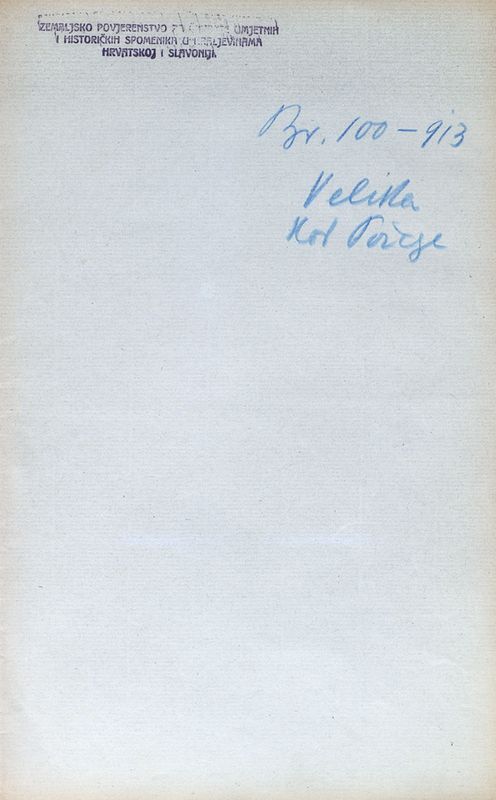 ZEMALJSKO POVJERENSTVO UMJETNIH
I HISTORIČKIH SPOMENIKA U KRALJEVINAMA
HRVATSKOJ I SLAVONIJI.
Br. 100-913
Velika
kod Požege